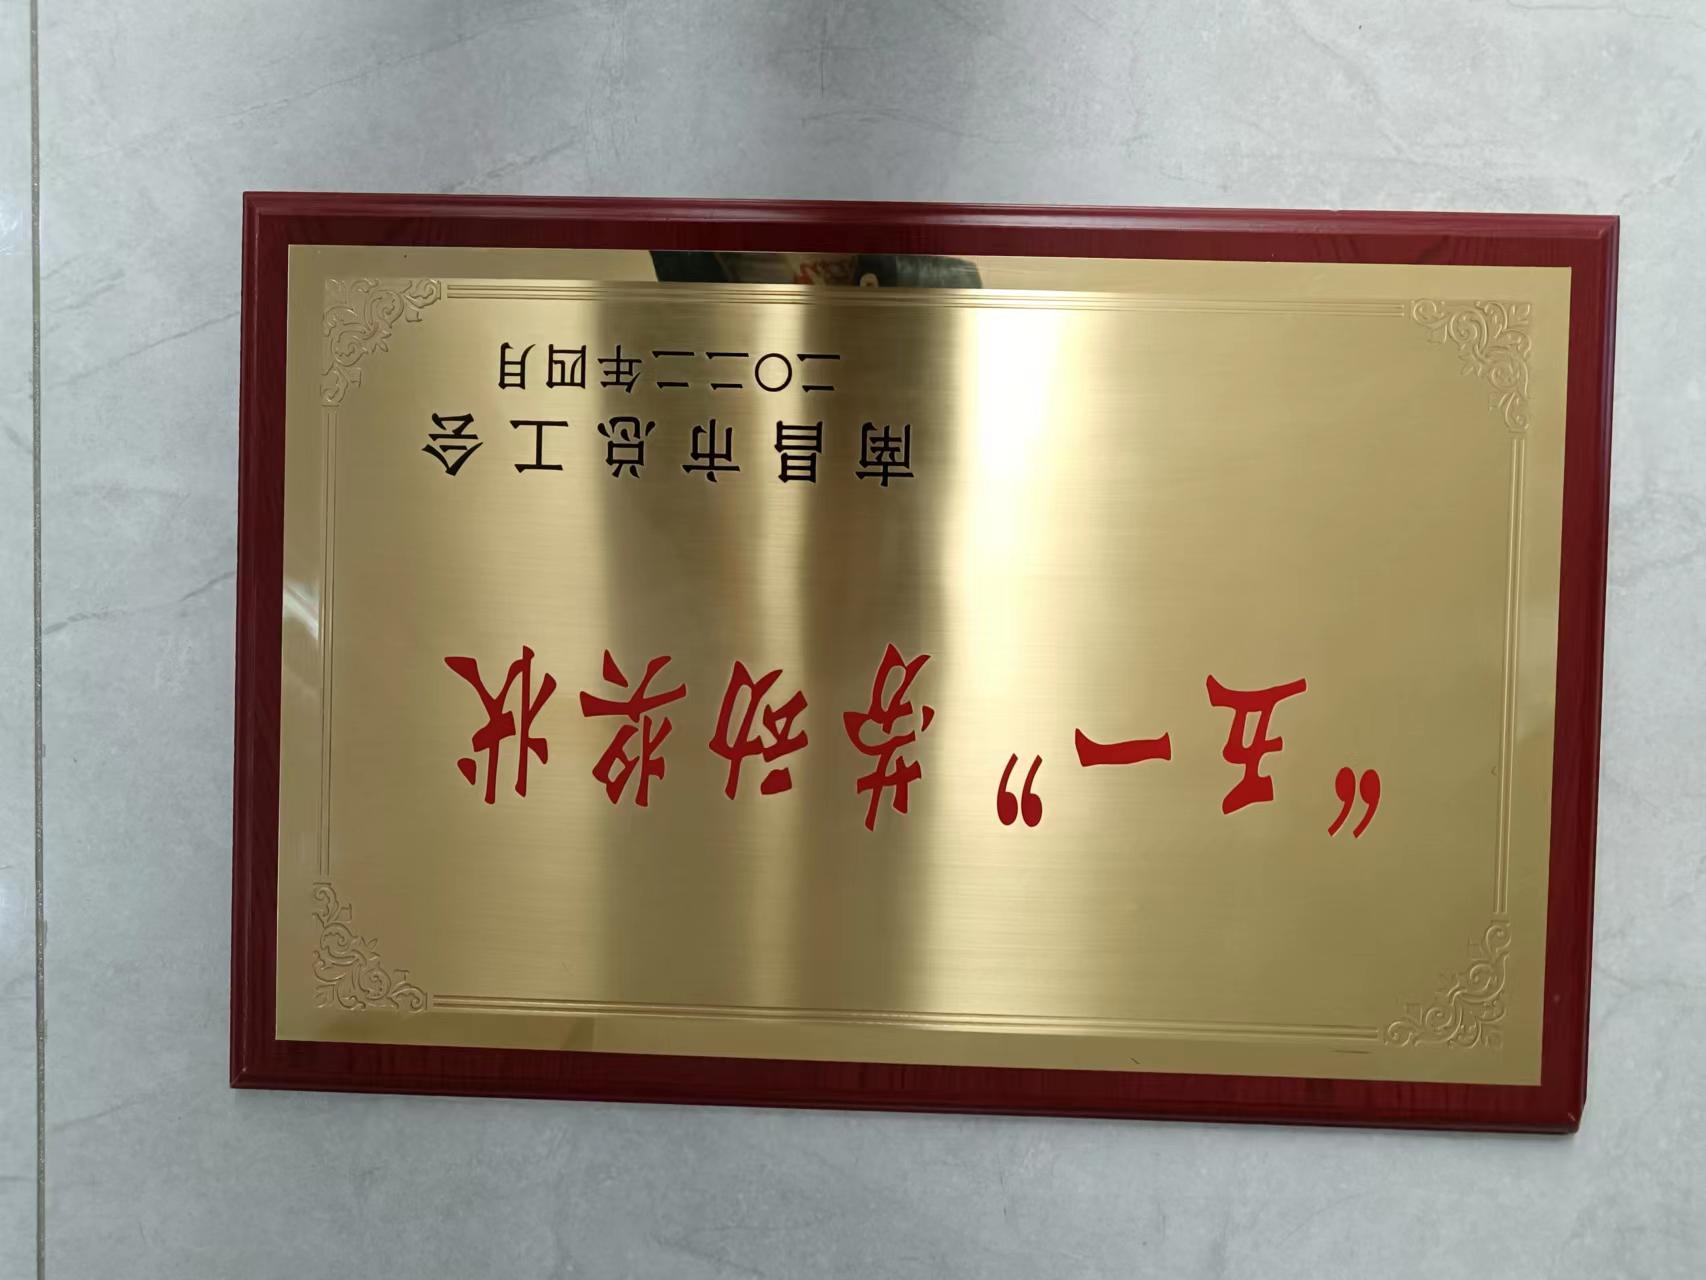 “五一”劳动奖状
南昌市总工会
二〇二二年四月